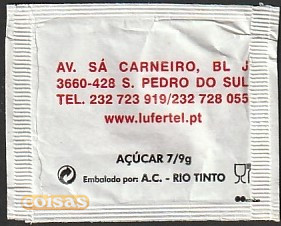 AV. SÁ CARNEIRO, BL J
3660-428 S. PEDRO DO SUL
TEL. 232 723 919/232 728 055
www.lufertel.pt
AÇÚCAR 7/9g
Embalado por: A.C. - RIO TINTO
coisas